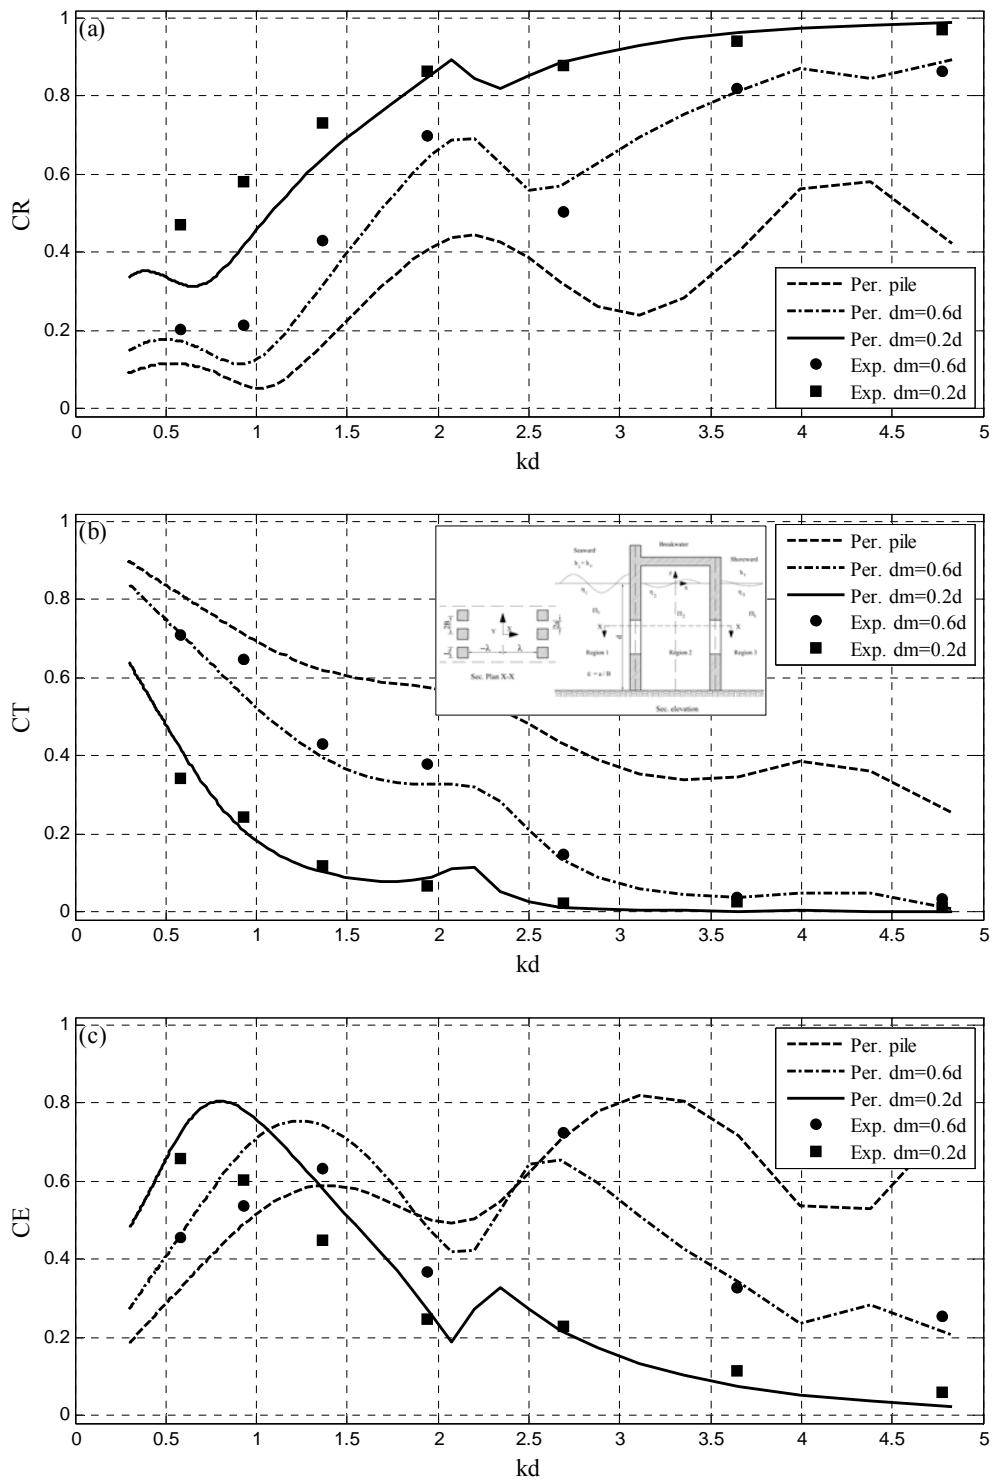 (a)
1
0.8
0.6
0.4
0.2
0
CR
0 0.5 1 1.5 2 2.5 3 3.5 4 4.5 5
kd
Per. pile
Per. dm=0.6d
Per. dm=0.2d
Exp. dm=0.6d
Exp. dm=0.2d
(b)
1
0.8
0.6
0.4
0.2
0
CT
0 0.5 1 1.5 2 2.5 3 3.5 4 4.5 5
kd
Seaward
Breakwater
Shoreward
Region 1
Region 2
Region 3
Sec. Plan X-X
ε = a / B
Sec. elevation
2B
2a
-λ λ
Y X
X X
d
Per. pile
Per. dm=0.6d
Per. dm=0.2d
Exp. dm=0.6d
Exp. dm=0.2d
(c)
1
0.8
0.6
0.4
0.2
0
CE
0 0.5 1 1.5 2 2.5 3 3.5 4 4.5 5
kd
Per. pile
Per. dm=0.6d
Per. dm=0.2d
Exp. dm=0.6d
Exp. dm=0.2d